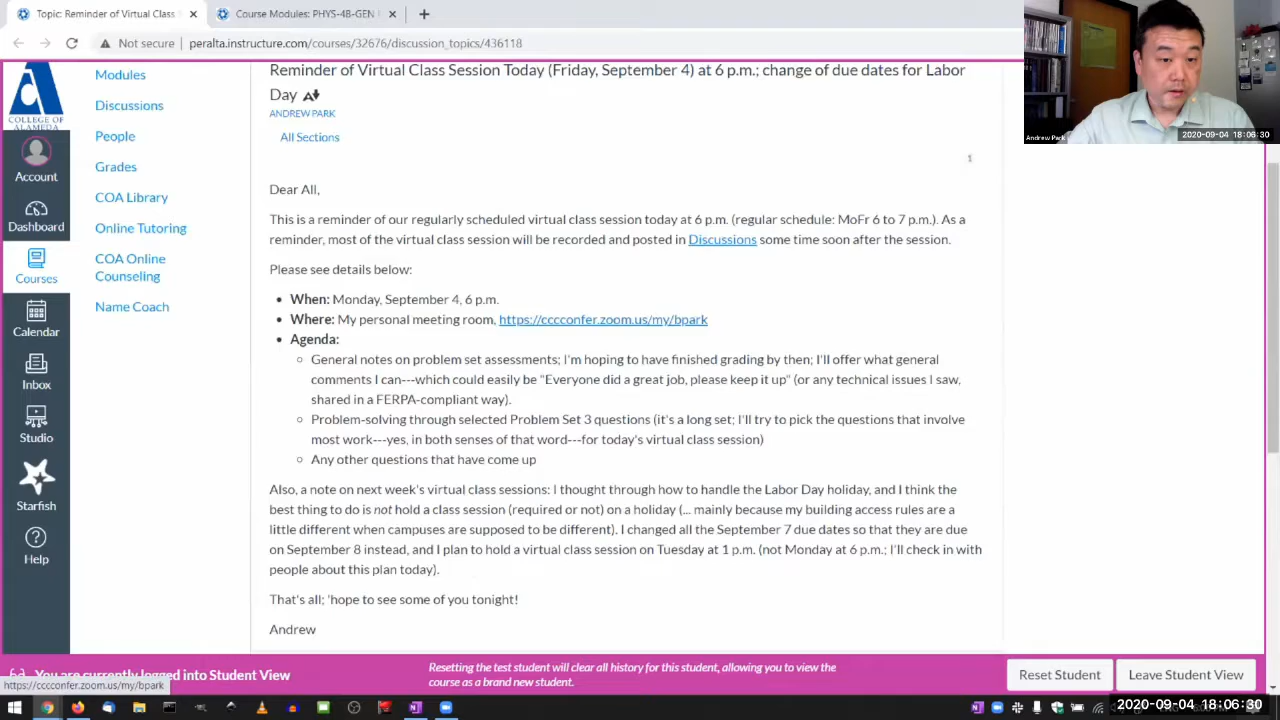 Topic: Reminder of Virtual Class
Course Modules: PHYS-4B-GEN
Not secure
peralta.instructure.com/courses/32676/discussion_topics/436118
COLLEGE OF
ALAMEDA
Account
Dashboard
Courses
Calendar
Inbox
Studio
Starfish
Help
Modules
Discussions
People
Grades
COA Library
Online Tutoring
COA Online
Counseling
Name Coach
Reminder of Virtual Class Session Today (Friday, September 4) at 6 p.m.; change of due dates for Labor
Day
ANDREW PARK
All Sections
1
Dear All,
This is a reminder of our regularly scheduled virtual class session today at 6 p.m. (regular schedule: MoFr 6 to 7 p.m.). As a
reminder, most of the virtual class session will be recorded and posted in Discussions some time soon after the session.
Please see details below:
• When: Monday, September 4, 6 p.m.
• Where: My personal meeting room, https://cccconfer.zoom.us/my/bpark
• Agenda:
○ General notes on problem set assessments; I'm hoping to have finished grading by then; I'll offer what general
comments I can---which could easily be "Everyone did a great job, please keep it up" (or any technical issues I saw,
shared in a FERPA-compliant way).
○ Problem-solving through selected Problem Set 3 questions (it's a long set; I'll try to pick the questions that involve
most work---yes, in both senses of that word---for today's virtual class session)
○ Any other questions that have come up
Also, a note on next week's virtual class sessions: I thought through how to handle the Labor Day holiday, and I think the
best thing to do is not hold a class session (required or not) on a holiday (... mainly because my building access rules are a
little different when campuses are supposed to be different). I changed all the September 7 due dates so that they are due
on September 8 instead, and I plan to hold a virtual class session on Tuesday at 1 p.m. (not Monday at 6 p.m.; I'll check in with
people about this plan today).
That's all; 'hope to see some of you tonight!
Andrew
You are currently logged into Student View
https://cccconfer.zoom.us/my/bpark
Resetting the test student will clear all history for this student, allowing you to view the
course as a brand new student.
Reset Student
Leave Student View
Andrew Park
2020-09-04 18:06:30
2020-09-04 18:06:30